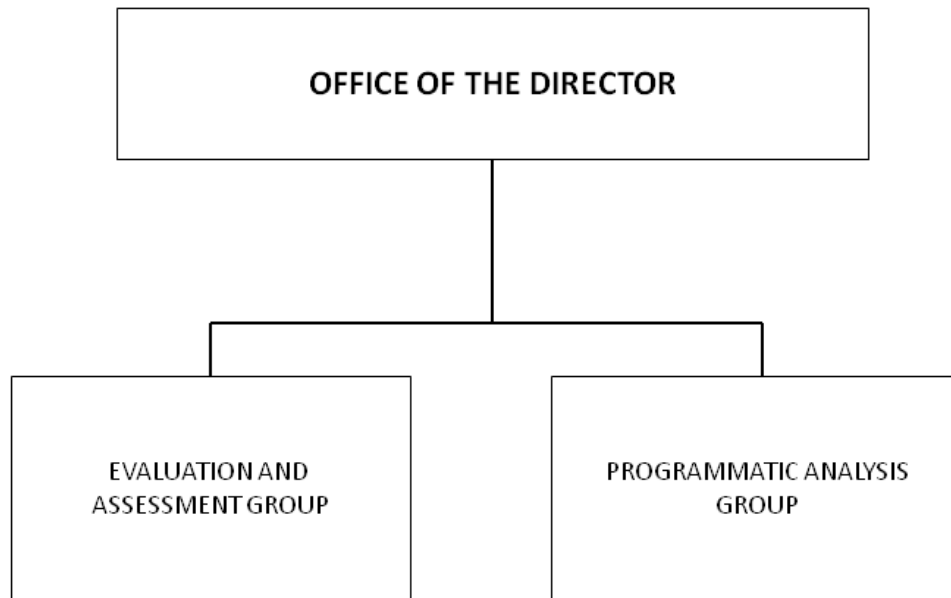 OFFICE OF THE DIRECTOR
EVALUATION AND
ASSESSMENT GROUP
PROGRAMMATIC ANALYSIS
GROUP